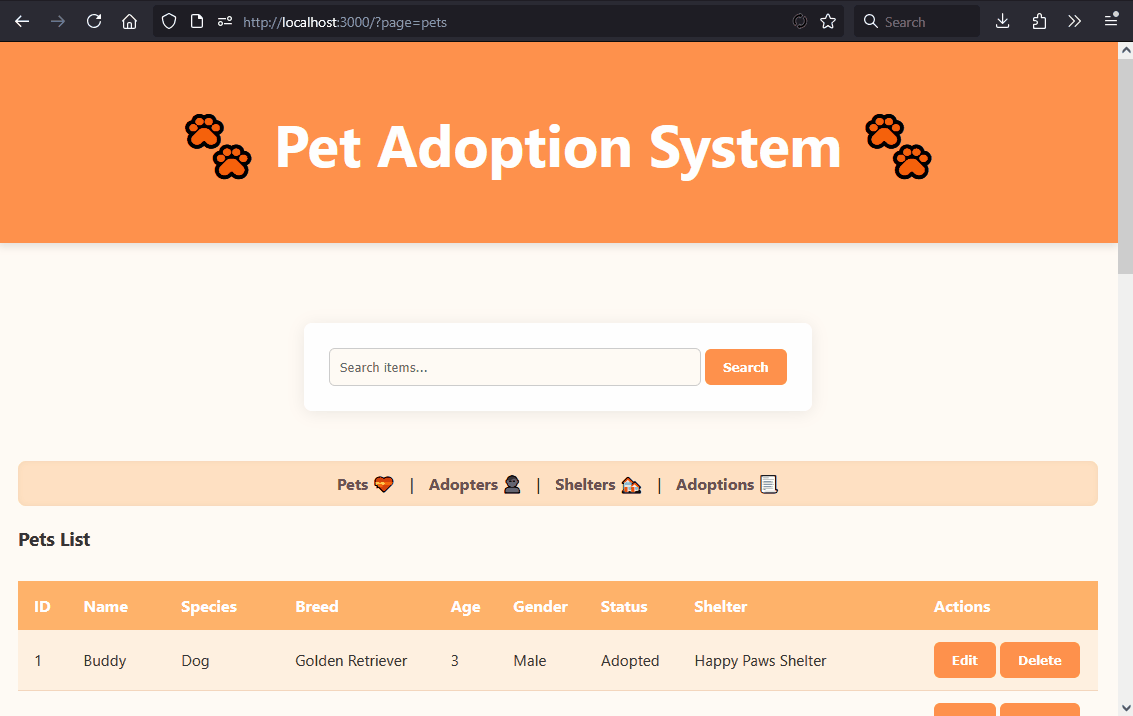 http://localhost:3000/?page=pets
Search
Pet Adoption System
Search items...
Search
Pets | Adopters | Shelters | Adoptions
Pets List
ID Name Species Breed Age Gender Status Shelter Actions
1 Buddy Dog Golden Retriever 3 Male Adopted Happy Paws Shelter Edit Delete